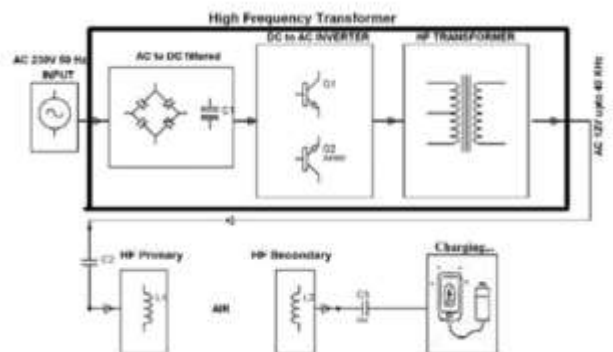 High Frequency Transformer
AC 230V 50 Hz
INPUT
AC to DC filtered
C1
DC to AC INVERTER
Q1
Q2
HF TRANSFORMER
AC 12V upto 40 KHz
C2
HF Primary
L1
AIR
HF Secondary
L2
C3
Charging...